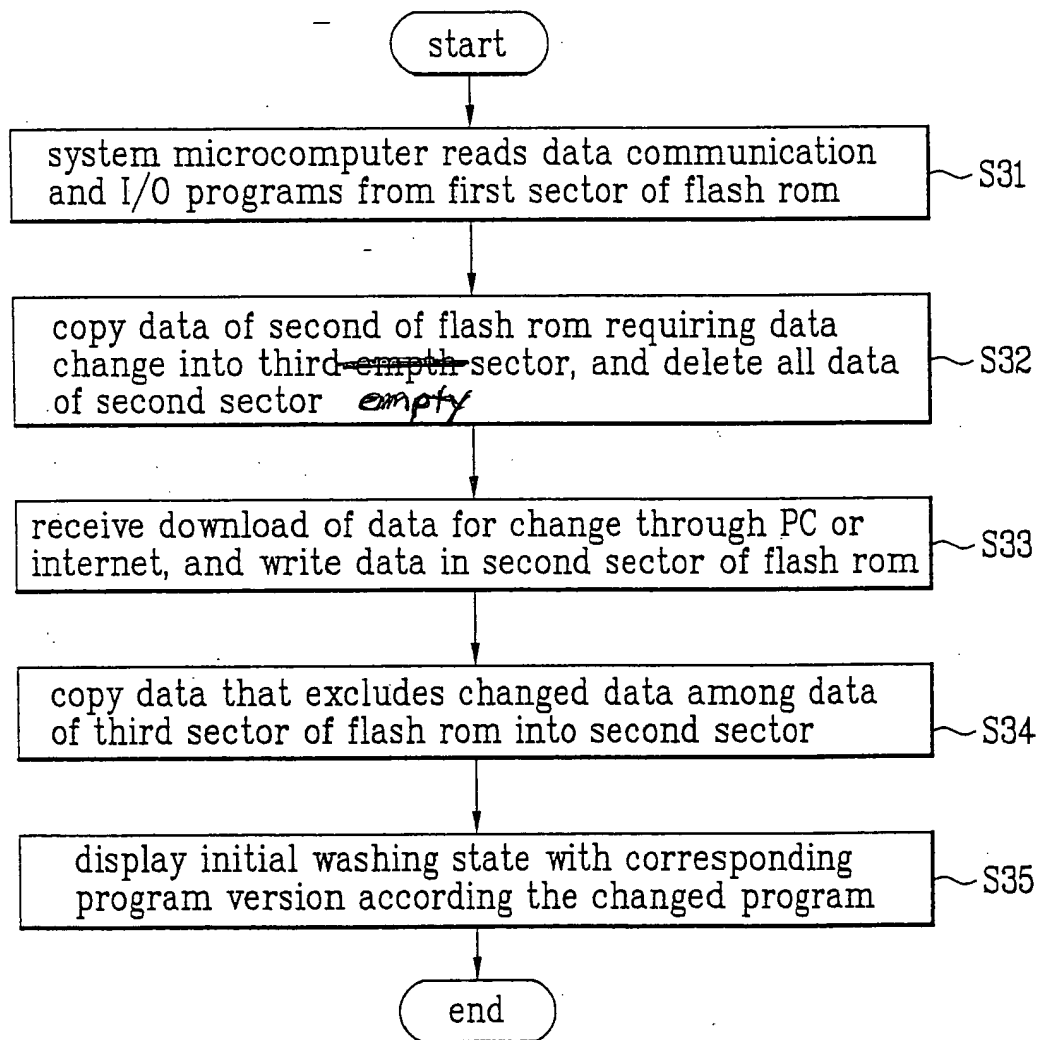 start
system microcomputer reads data communication
and I/O programs from first sector of flash rom
S31
copy data of second of flash rom requiring data
change into third empth sector, and delete all data
of second sector empty
S32
receive download of data for change through PC or
internet, and write data in second sector of flash rom
S33
copy data that excludes changed data among data
of third sector of flash rom into second sector
S34
display initial washing state with corresponding
program version according the changed program
S35
end